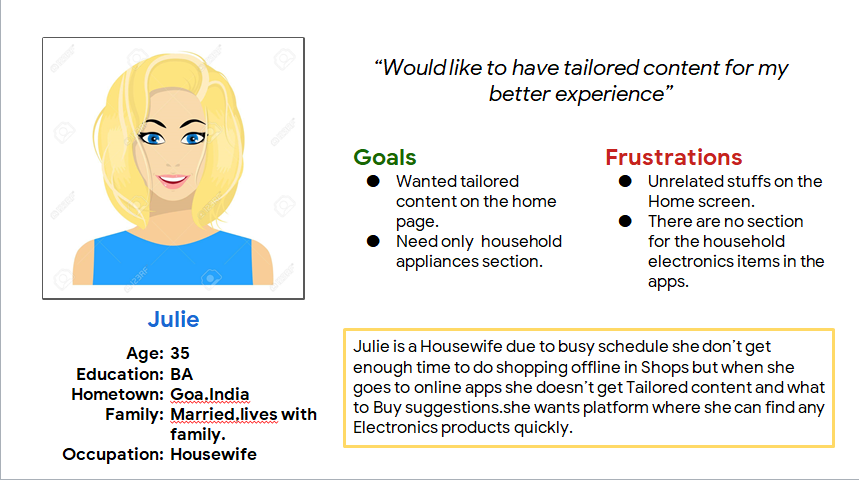 “Would like to have tailored content for my
better experience”
Goals
● Wanted tailored
content on the home
page.
● Need only household
appliances section.
Frustrations
● Unrelated stuffs on the
Home screen.
● There are no section
for the household
electronics items in the
apps.
Julie
Age: 35
Education: BA
Hometown: Goa.India
Family: Married,lives with
family.
Occupation: Housewife
Julie is a Housewife due to busy schedule she don’t get
enough time to do shopping offline in Shops but when she
goes to online apps she doesn’t get Tailored content and what
to Buy suggestions.she wants platform where she can find any
Electronics products quickly.